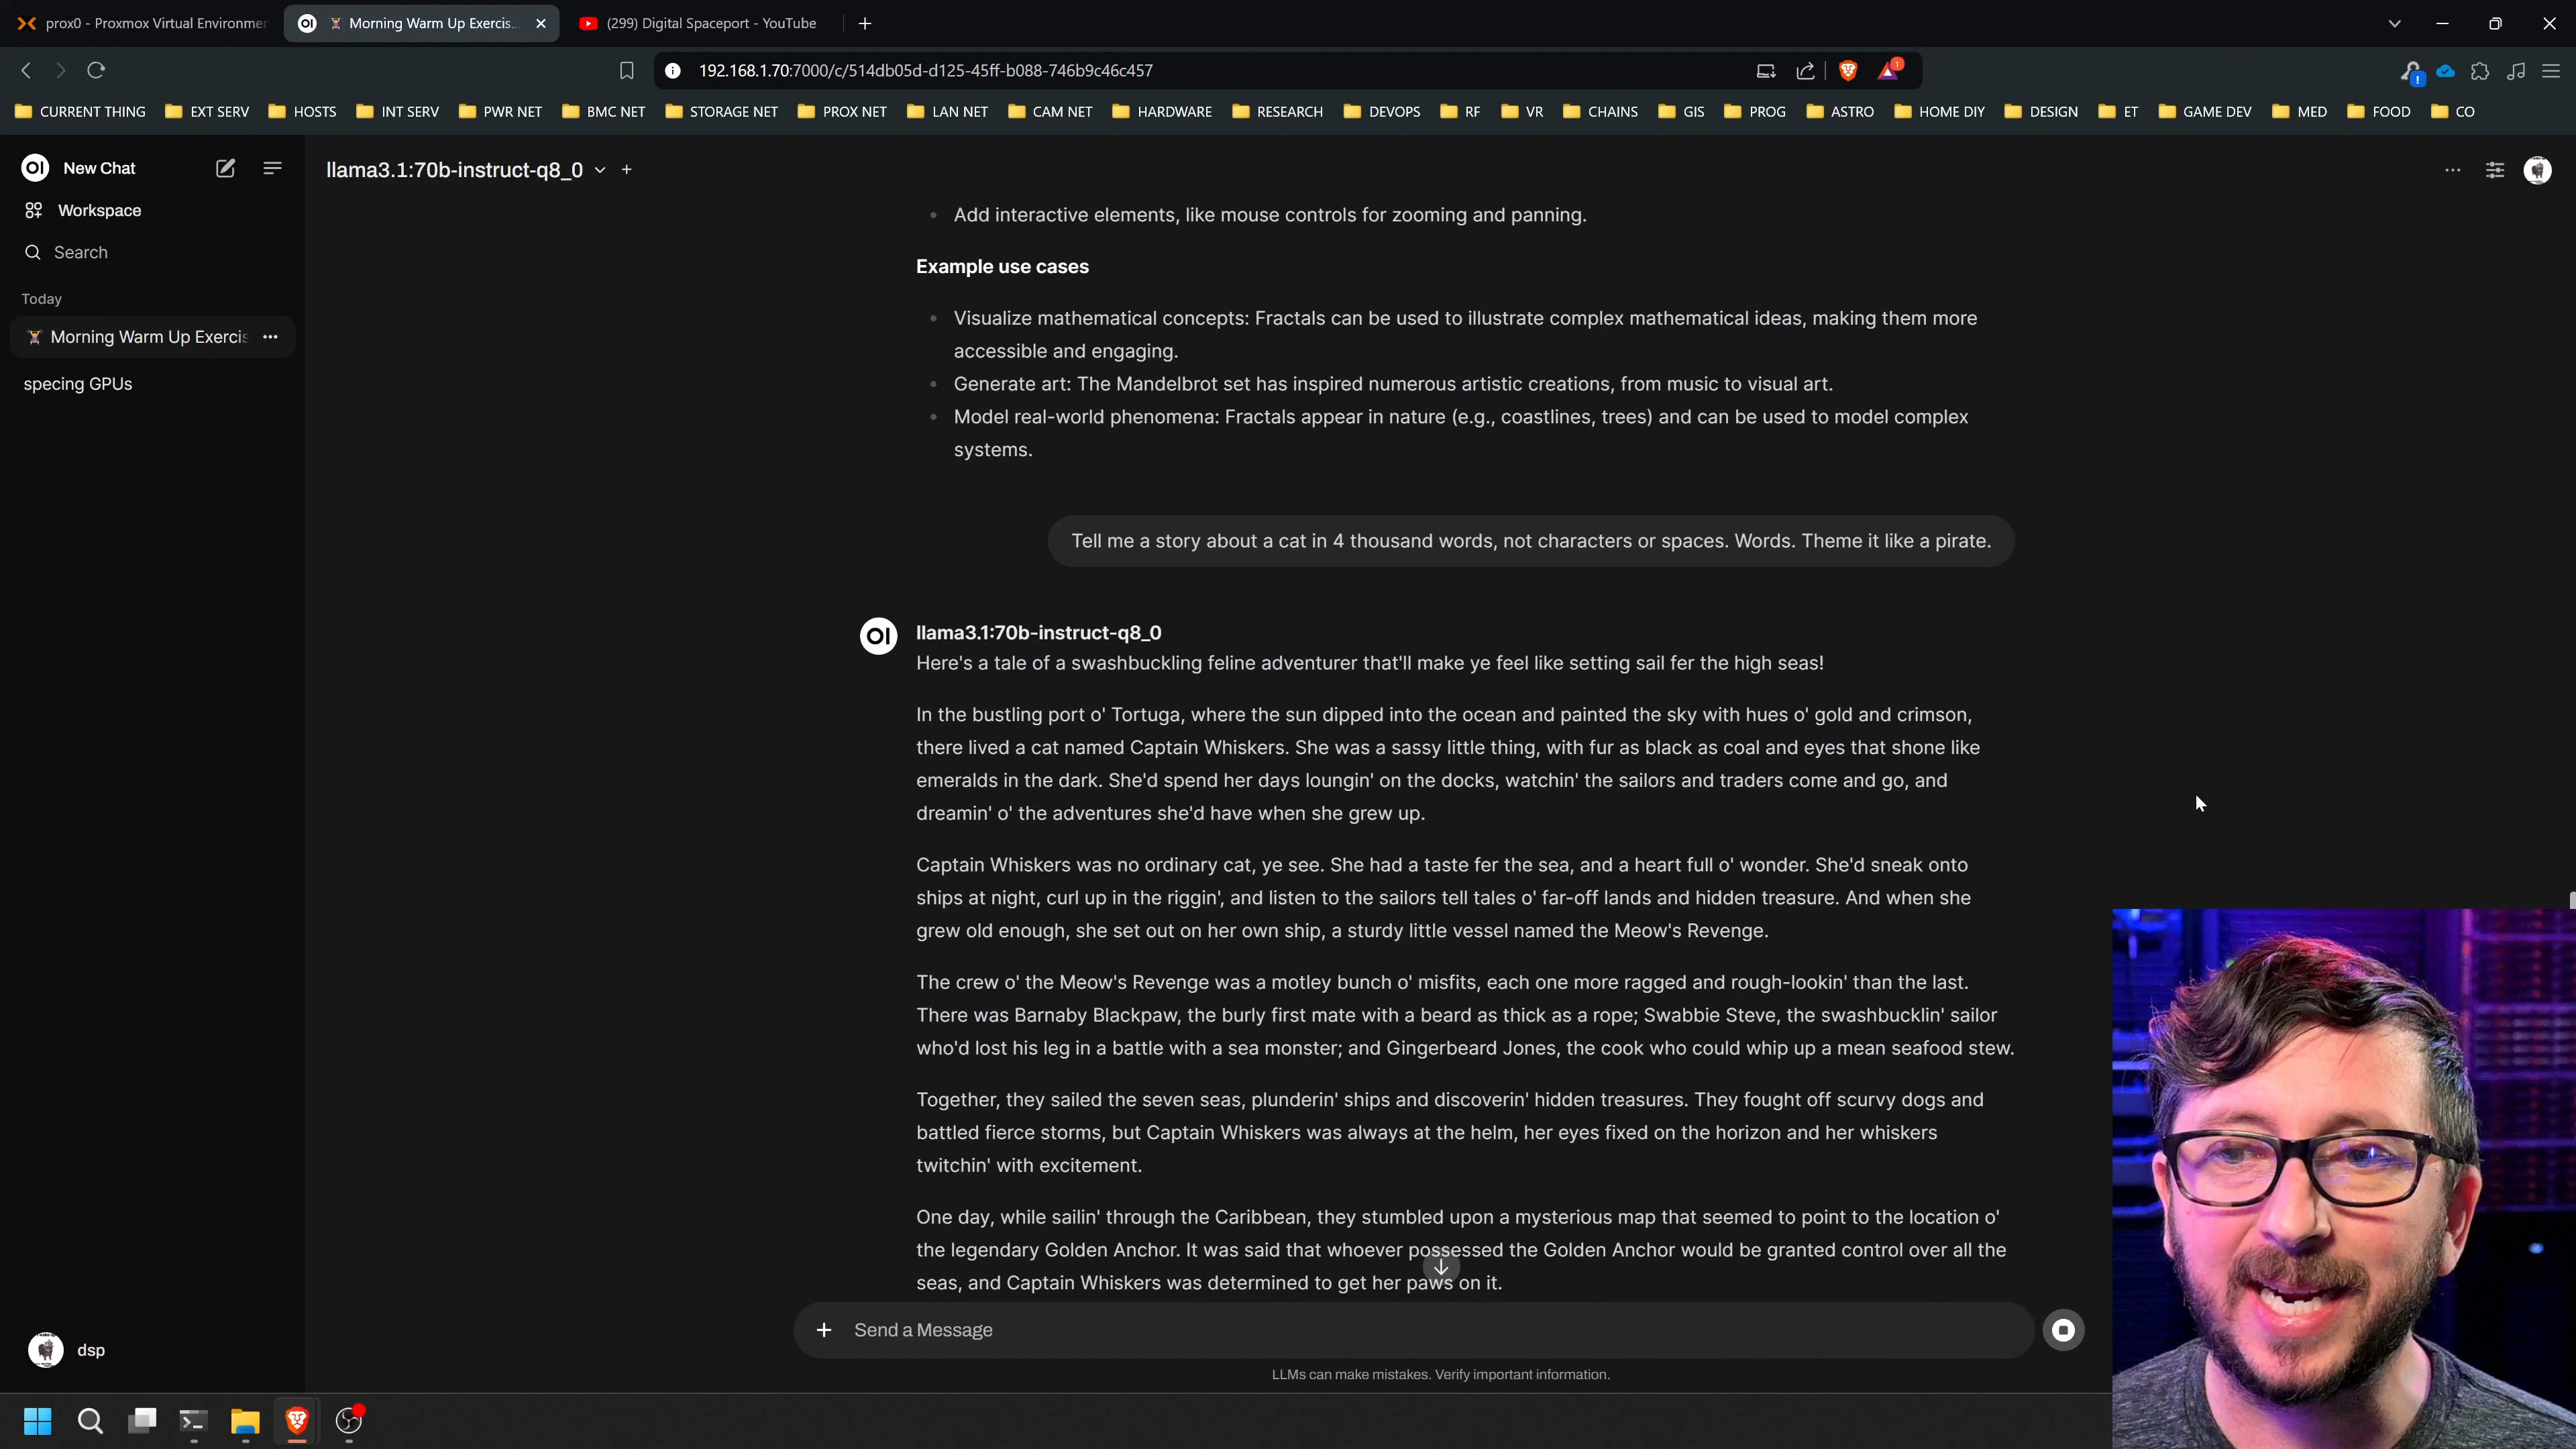 prox0 - Proxmox Virtual Environme
OI Morning Warm Up Exercis...
(299) Digital Spaceport - YouTube
192.168.1.70:7000/c/514db05d-d125-45ff-b088-746b9c46c457
1
CURRENT THING EXT SERV HOSTS INT SERV PWR NET BMC NET STORAGE NET PROX NET LAN NET CAM NET HARDWARE RESEARCH DEVOPS RF VR CHAINS GIS PROG ASTRO HOME DIY DESIGN ET GAME DEV MED FOOD CO
OI New Chat
Workspace
Search
Today
Morning Warm Up Exercis
specing GPUs
dsp
llama3.1:70b-instruct-q8_0
• Add interactive elements, like mouse controls for zooming and panning.
Example use cases
• Visualize mathematical concepts: Fractals can be used to illustrate complex mathematical ideas, making them more
accessible and engaging.
• Generate art: The Mandelbrot set has inspired numerous artistic creations, from music to visual art.
• Model real-world phenomena: Fractals appear in nature (e.g., coastlines, trees) and can be used to model complex
systems.
Tell me a story about a cat in 4 thousand words, not characters or spaces. Words. Theme it like a pirate.
OI llama3.1:70b-instruct-q8_0
Here's a tale of a swashbuckling feline adventurer that'll make ye feel like setting sail fer the high seas!
In the bustling port o' Tortuga, where the sun dipped into the ocean and painted the sky with hues o' gold and crimson,
there lived a cat named Captain Whiskers. She was a sassy little thing, with fur as black as coal and eyes that shone like
emeralds in the dark. She'd spend her days loungin' on the docks, watchin' the sailors and traders come and go, and
dreamin' o' the adventures she'd have when she grew up.
Captain Whiskers was no ordinary cat, ye see. She had a taste fer the sea, and a heart full o' wonder. She'd sneak onto
ships at night, curl up in the riggin', and listen to the sailors tell tales o' far-off lands and hidden treasure. And when she
grew old enough, she set out on her own ship, a sturdy little vessel named the Meow's Revenge.
The crew o' the Meow's Revenge was a motley bunch o' misfits, each one more ragged and rough-lookin' than the last.
There was Barnaby Blackpaw, the burly first mate with a beard as thick as a rope; Swabbie Steve, the swashbucklin' sailor
who'd lost his leg in a battle with a sea monster; and Gingerbeard Jones, the cook who could whip up a mean seafood stew.
Together, they sailed the seven seas, plunderin' ships and discoverin' hidden treasures. They fought off scurvy dogs and
battled fierce storms, but Captain Whiskers was always at the helm, her eyes fixed on the horizon and her whiskers
twitchin' with excitement.
One day, while sailin' through the Caribbean, they stumbled upon a mysterious map that seemed to point to the location o'
the legendary Golden Anchor. It was said that whoever possessed the Golden Anchor would be granted control over all the
seas, and Captain Whiskers was determined to get her paws on it.
Send a Message
LLMs can make mistakes. Verify important information.